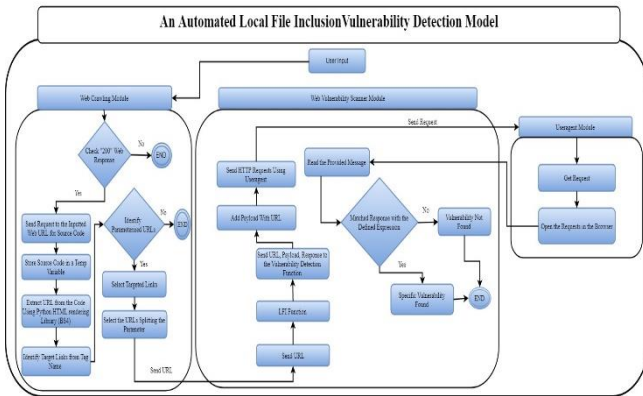 An Automated Local File InclusionVulnerability Detection Model
User Input
Web Crawling Module
Check "200" Web
Response
No
END
Yes
Send Request to the Inputted
Web URL for Source Code
Store Source Code in a Temp
Variable
Extract URL from the Code
Using Python HTML rendering
Library (BS4)
Identify Target Links from Tag
Name
Identify
Parameterized URLs
No
END
Yes
Select Targeted Links
Select the URLs Splitting the
Parameter
Send URL
Web Vulnerability Scanner Module
Send Request
Send HTTP Requests Using
Useragent
Add Payload With URL
Send URL, Payload, Response to
the Vulnerability Detection
Function
LFI Function
Send URL
Read the Provided Message
Matched Response with the
Defined Expression
No
Vulnerability Not
Found
Yes
Specific Vulnerability
Found
END
Useragent Module
Get Request
Open the Requests in the Browser